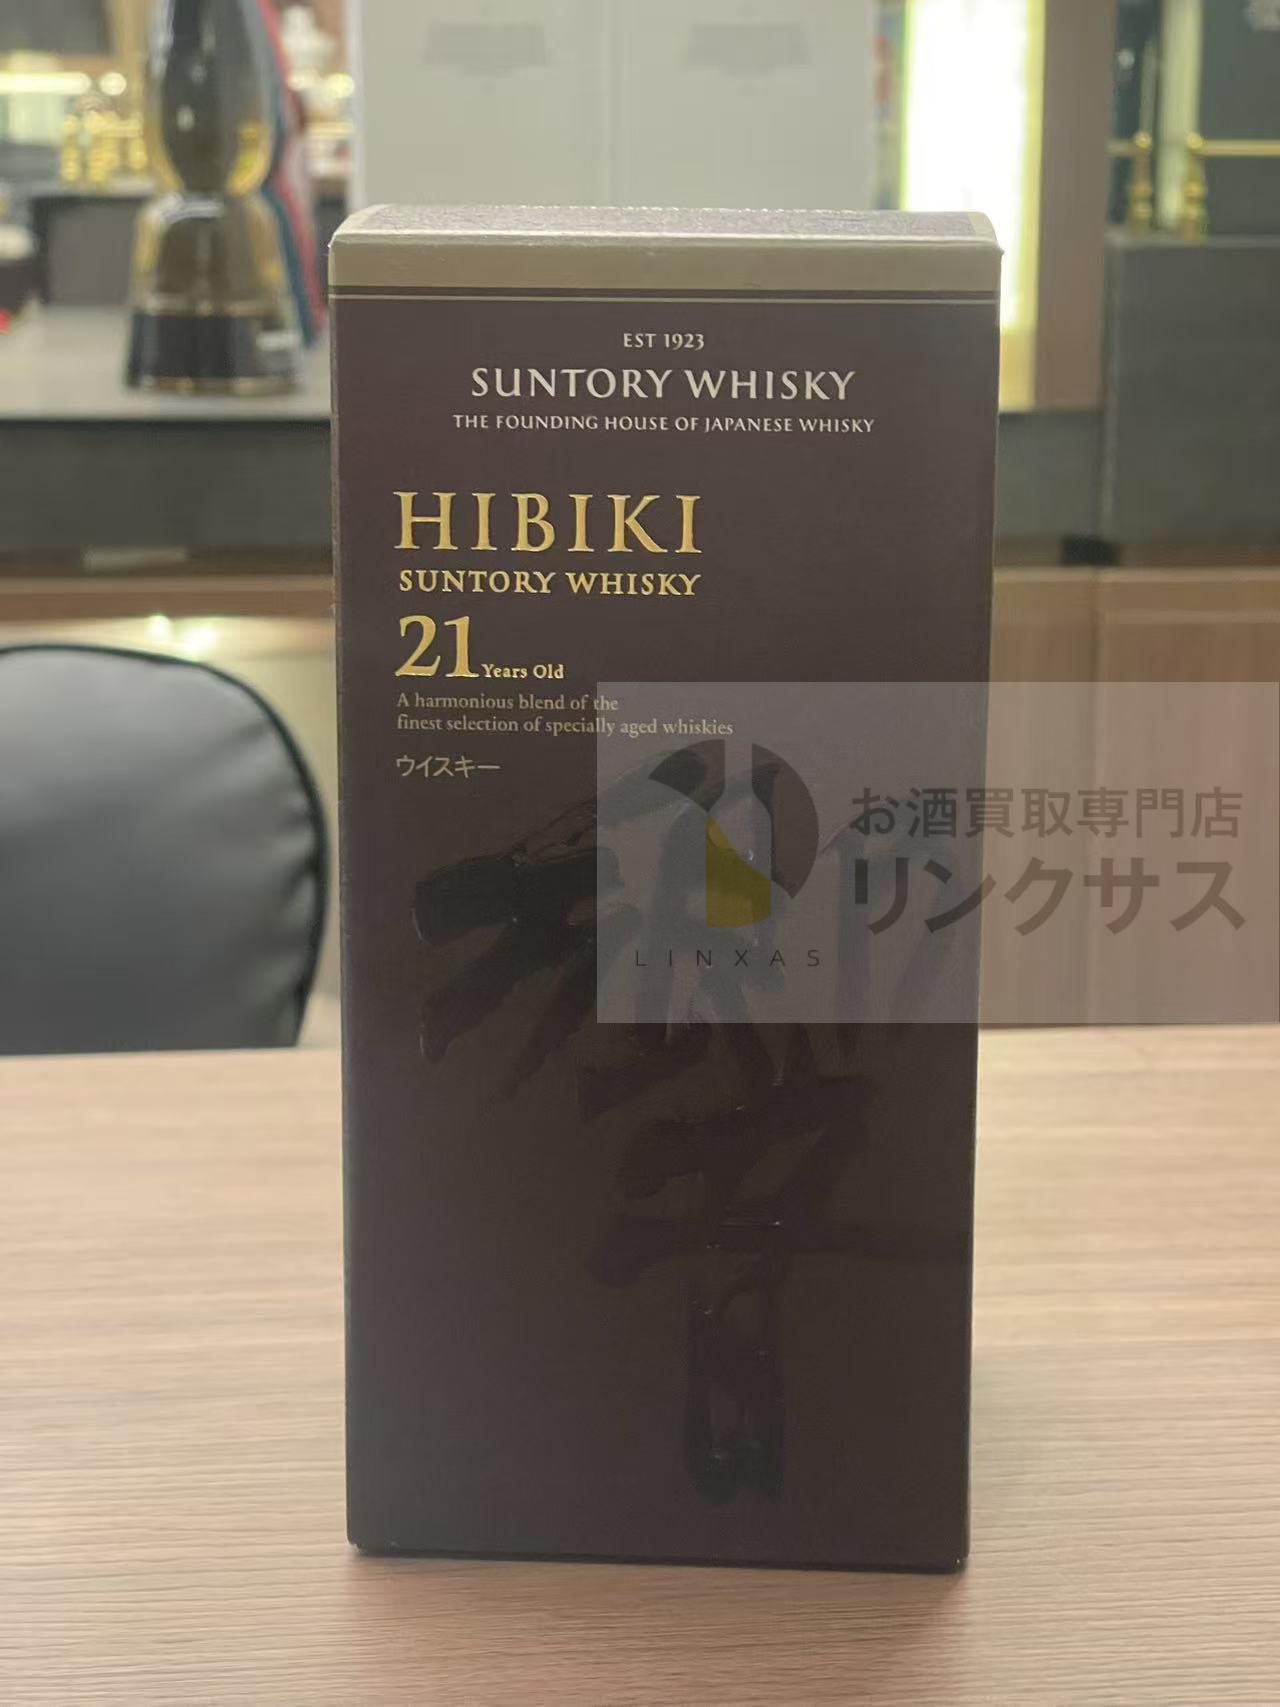 EST 1923
SUNTORY WHISKY
THE FOUNDING HOUSE OF JAPANESE WHISKY
HIBIKI
SUNTORY WHISKY
21 Years Old
A harmonious blend of the
finest selection of specially aged whiskies
ウイスキー
響
お酒買取専門店
リンクサス
LINXAS